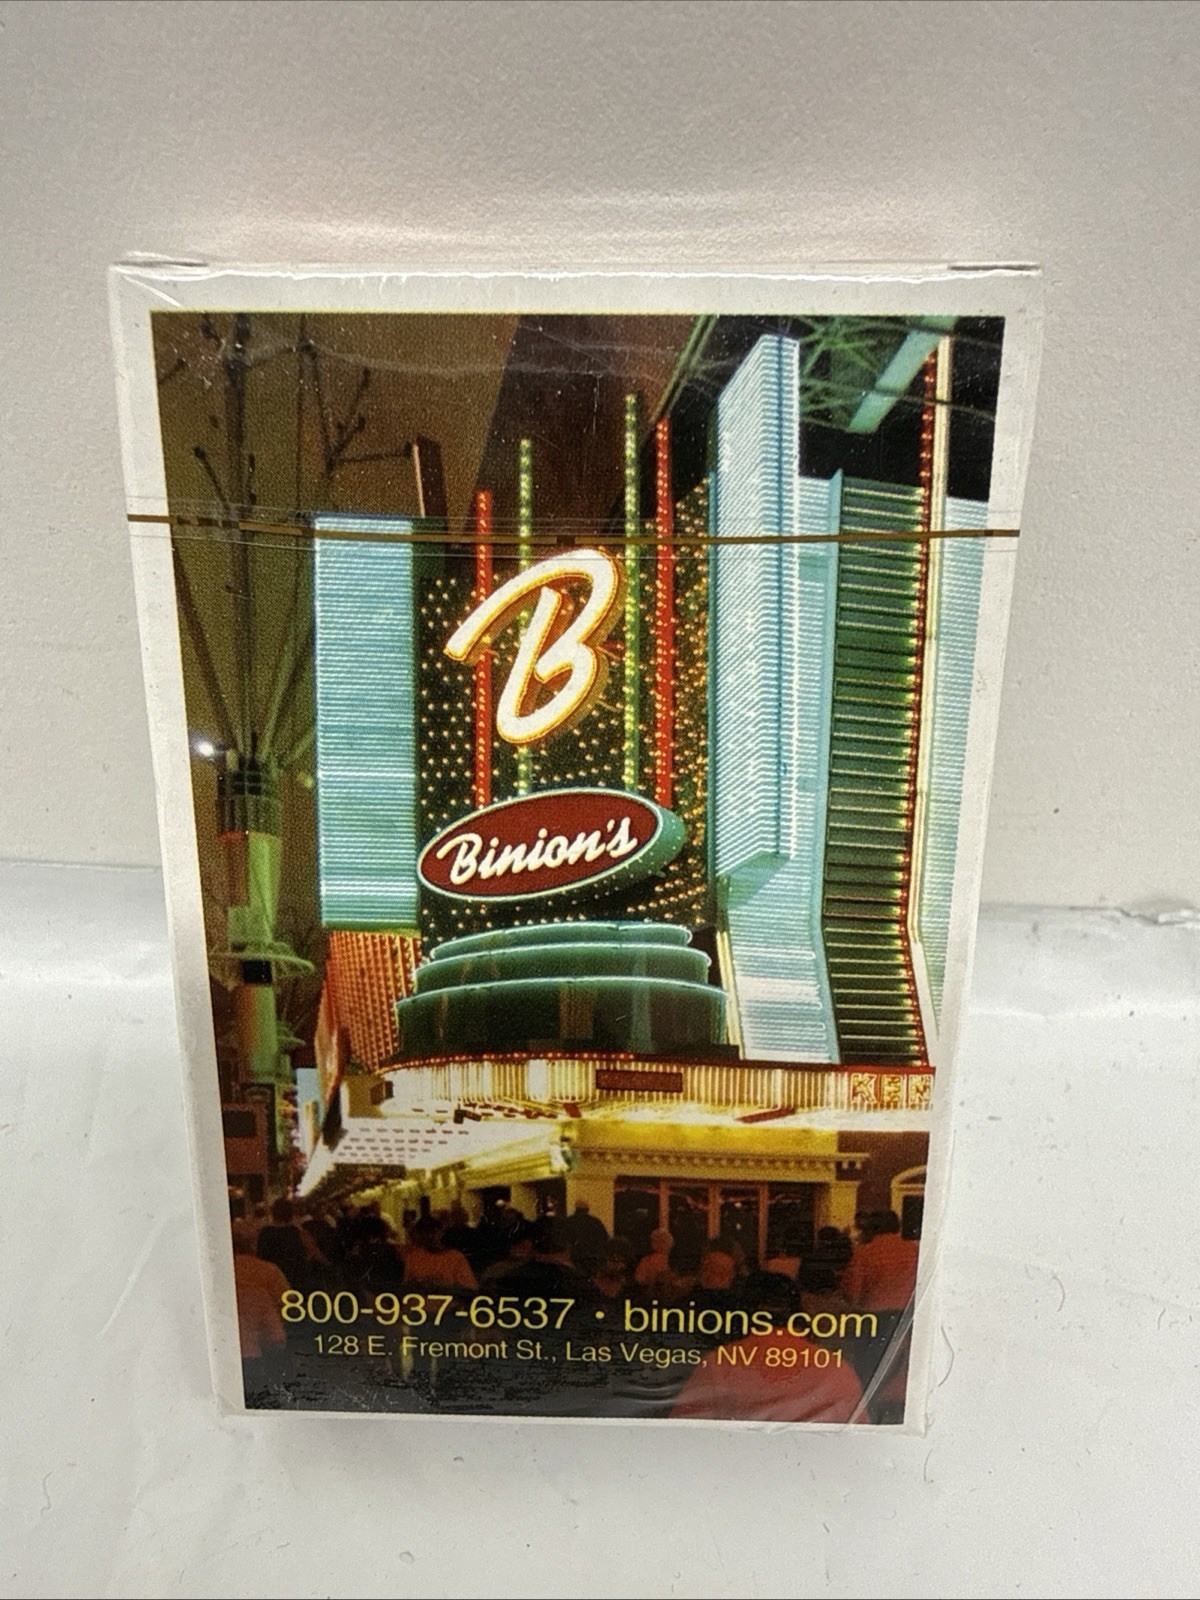 B
Binion's
800-937-6537 · binions.com
128 E. Fremont St., Las Vegas, NV 89101